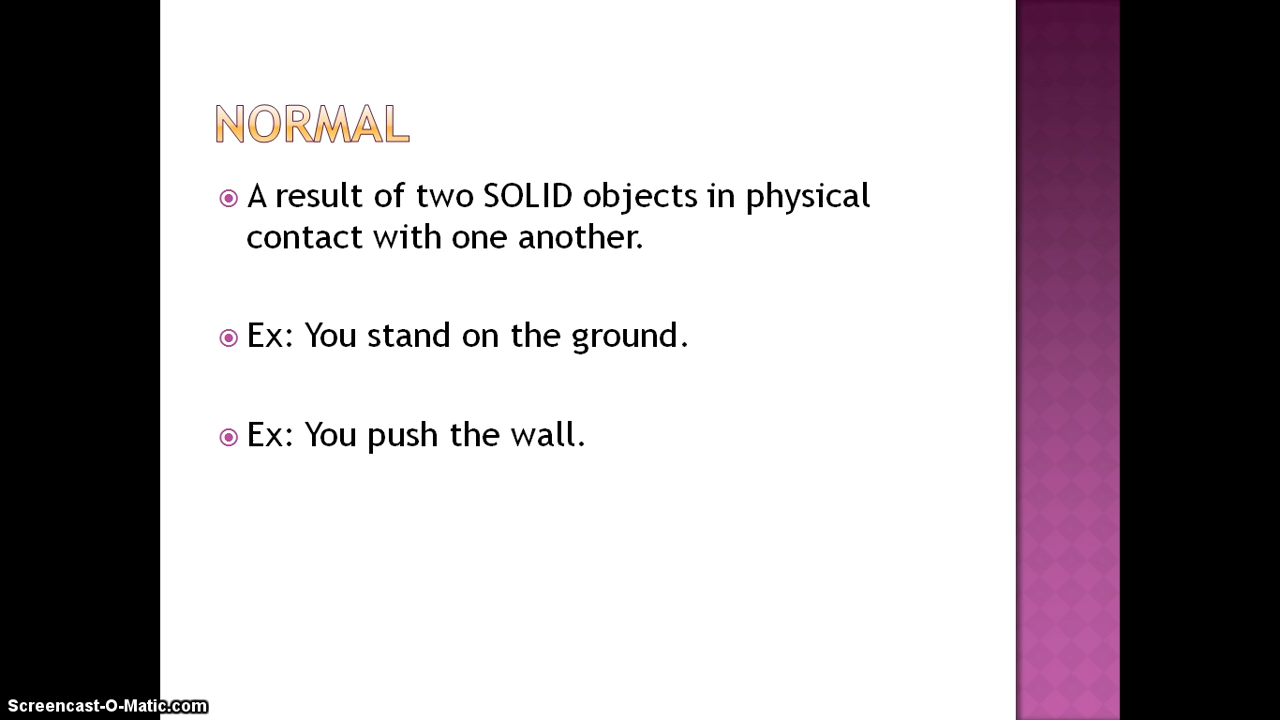 NORMAL
A result of two SOLID objects in physical
contact with one another.
Ex: You stand on the ground.
Ex: You push the wall.
Screencast-O-Matic.com